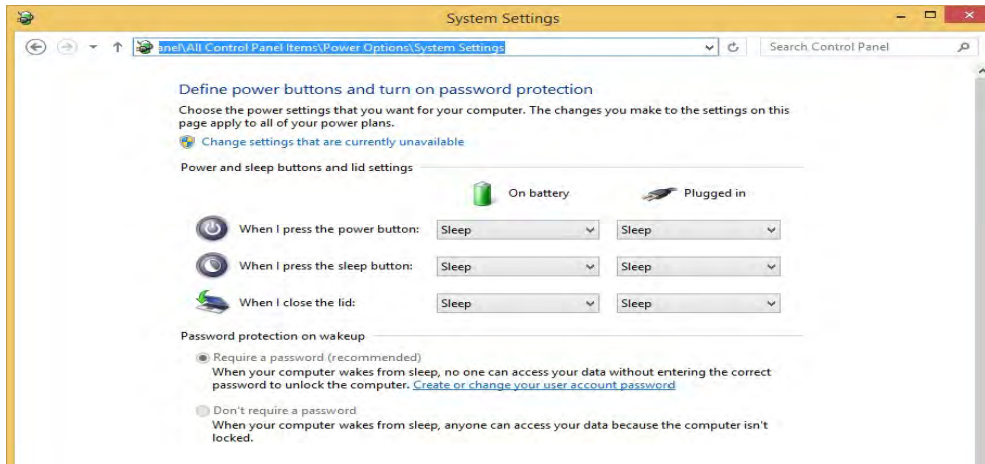 System Settings
anel\All Control Panel Items\Power Options\System Settings
Search Control Panel
Define power buttons and turn on password protection
Choose the power settings that you want for your computer. The changes you make to the settings on this
page apply to all of your power plans.
Change settings that are currently unavailable
Power and sleep buttons and lid settings
On battery
Plugged in
When I press the power button:
Sleep
Sleep
When I press the sleep button:
Sleep
Sleep
When I close the lid:
Sleep
Sleep
Password protection on wakeup
Require a password (recommended)
When your computer wakes from sleep, no one can access your data without entering the correct
password to unlock the computer. Create or change your user account password
Don't require a password
When your computer wakes from sleep, anyone can access your data because the computer isn't
locked.